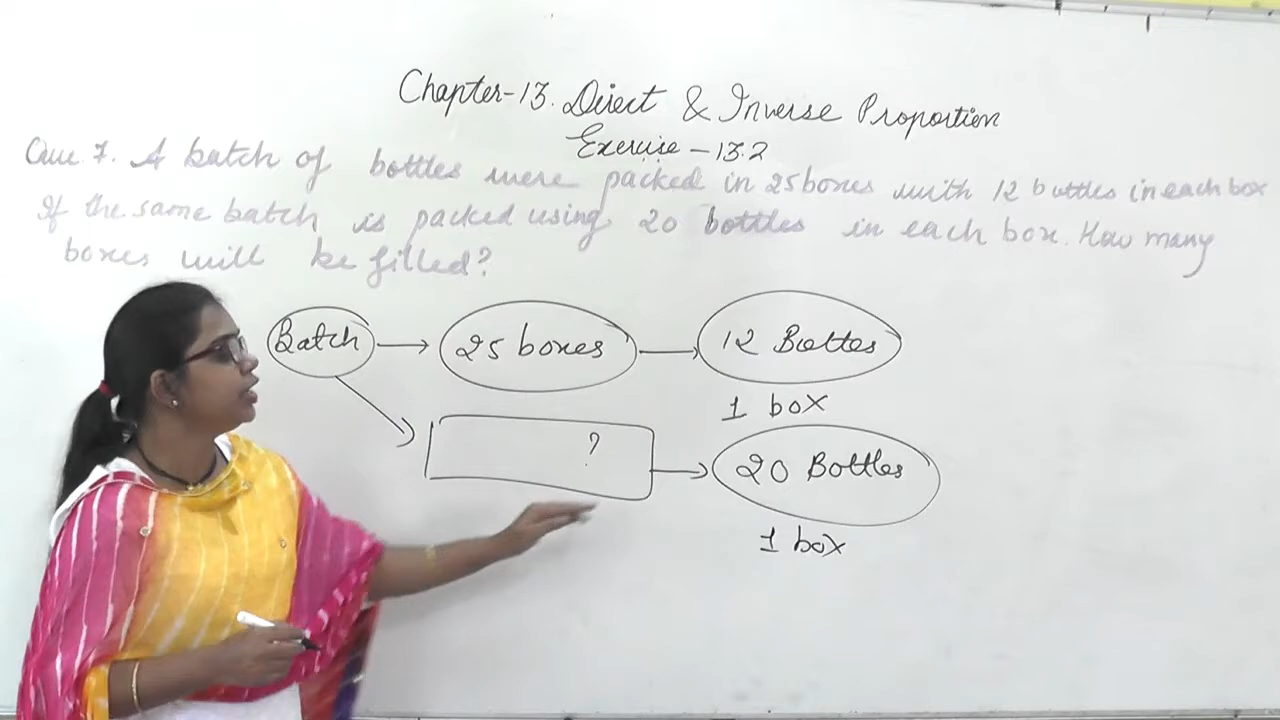 Chapter-13. Direct & Inverse Proportion
Exercise - 13.2
Que 7. A batch of bottles were packed in 25 boxes with 12 bottles in each box
If the same batch is packed using 20 bottles in each box. How many
boxes will be filled?
Batch → 25 boxes → 12 Bottles
1 box
? → 20 Bottles
1 box